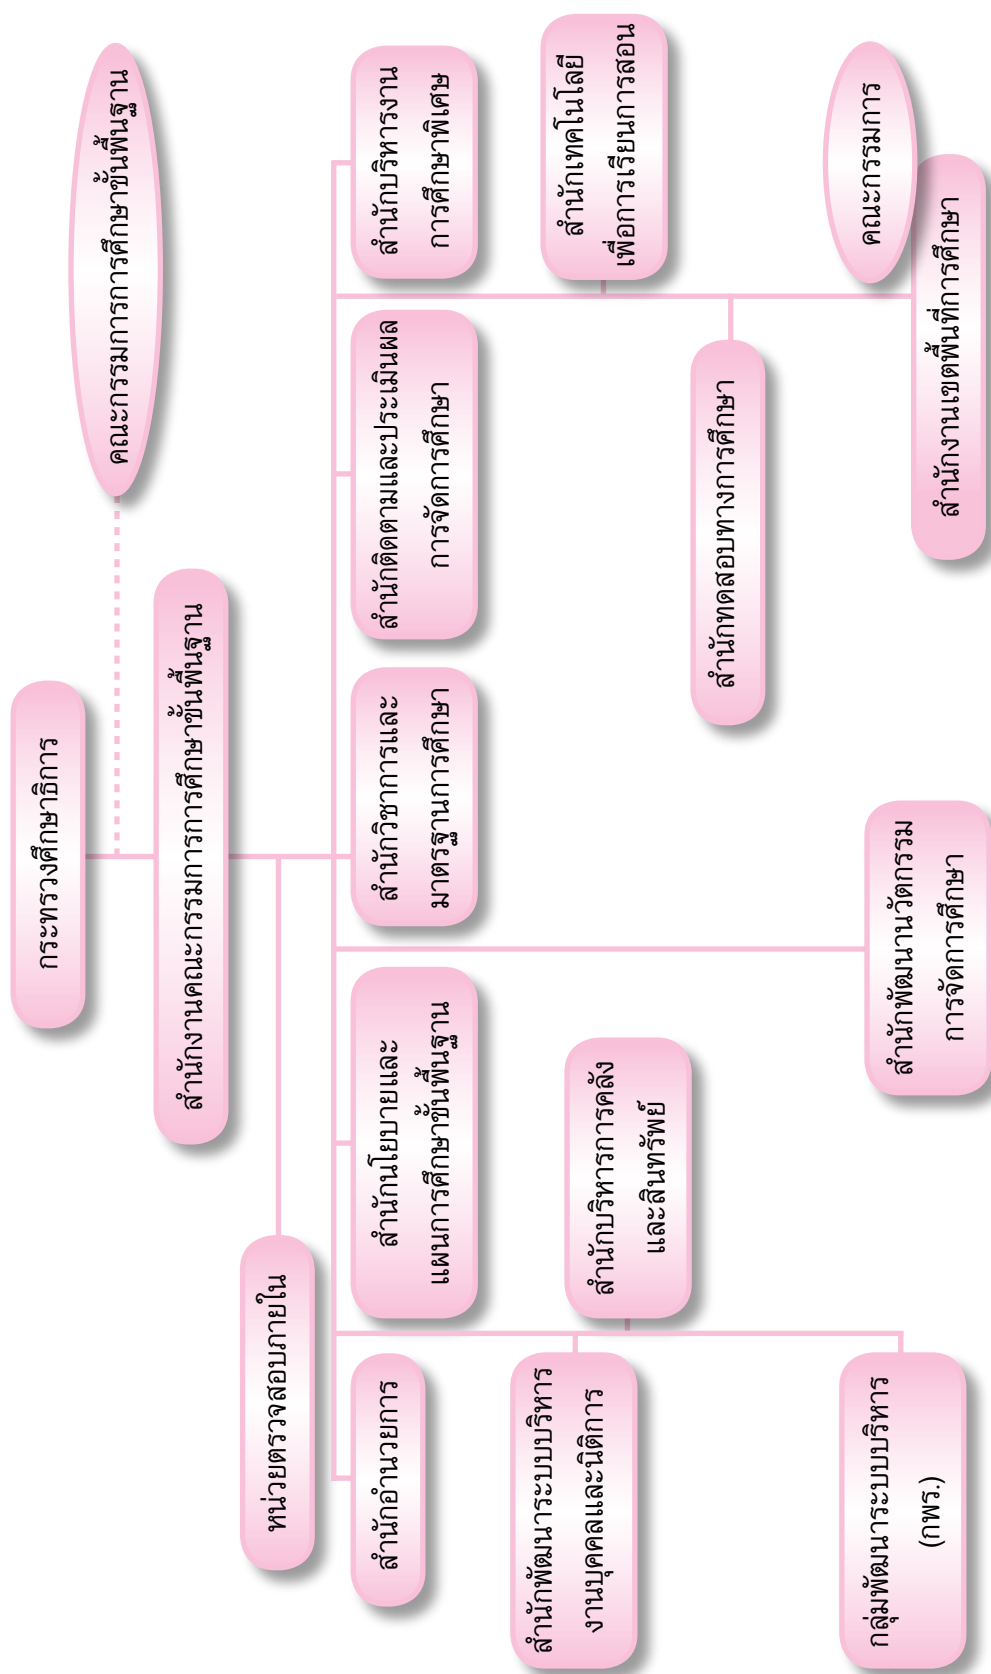 กระทรวงศึกษาธิการ
คณะกรรมการการศึกษาขั้นพื้นฐาน
สำนักงานคณะกรรมการการศึกษาขั้นพื้นฐาน
หน่วยตรวจสอบภายใน
สำนักอำนวยการ
สำนักนโยบายและ
แผนการศึกษาขั้นพื้นฐาน
สำนักวิชาการและ
มาตรฐานการศึกษา
สำนักติดตามและประเมินผล
การจัดการศึกษา
สำนักบริหารงาน
การศึกษาพิเศษ
สำนักพัฒนาระบบบริหาร
งานบุคคลและนิติการ
สำนักบริหารการคลัง
และสินทรัพย์
สำนักเทคโนโลยี
เพื่อการเรียนการสอน
สำนักทดสอบทางการศึกษา
กลุ่มพัฒนาระบบบริหาร
(กพร.)
สำนักพัฒนานวัตกรรม
การจัดการศึกษา
คณะกรรมการ
สำนักงานเขตพื้นที่การศึกษา